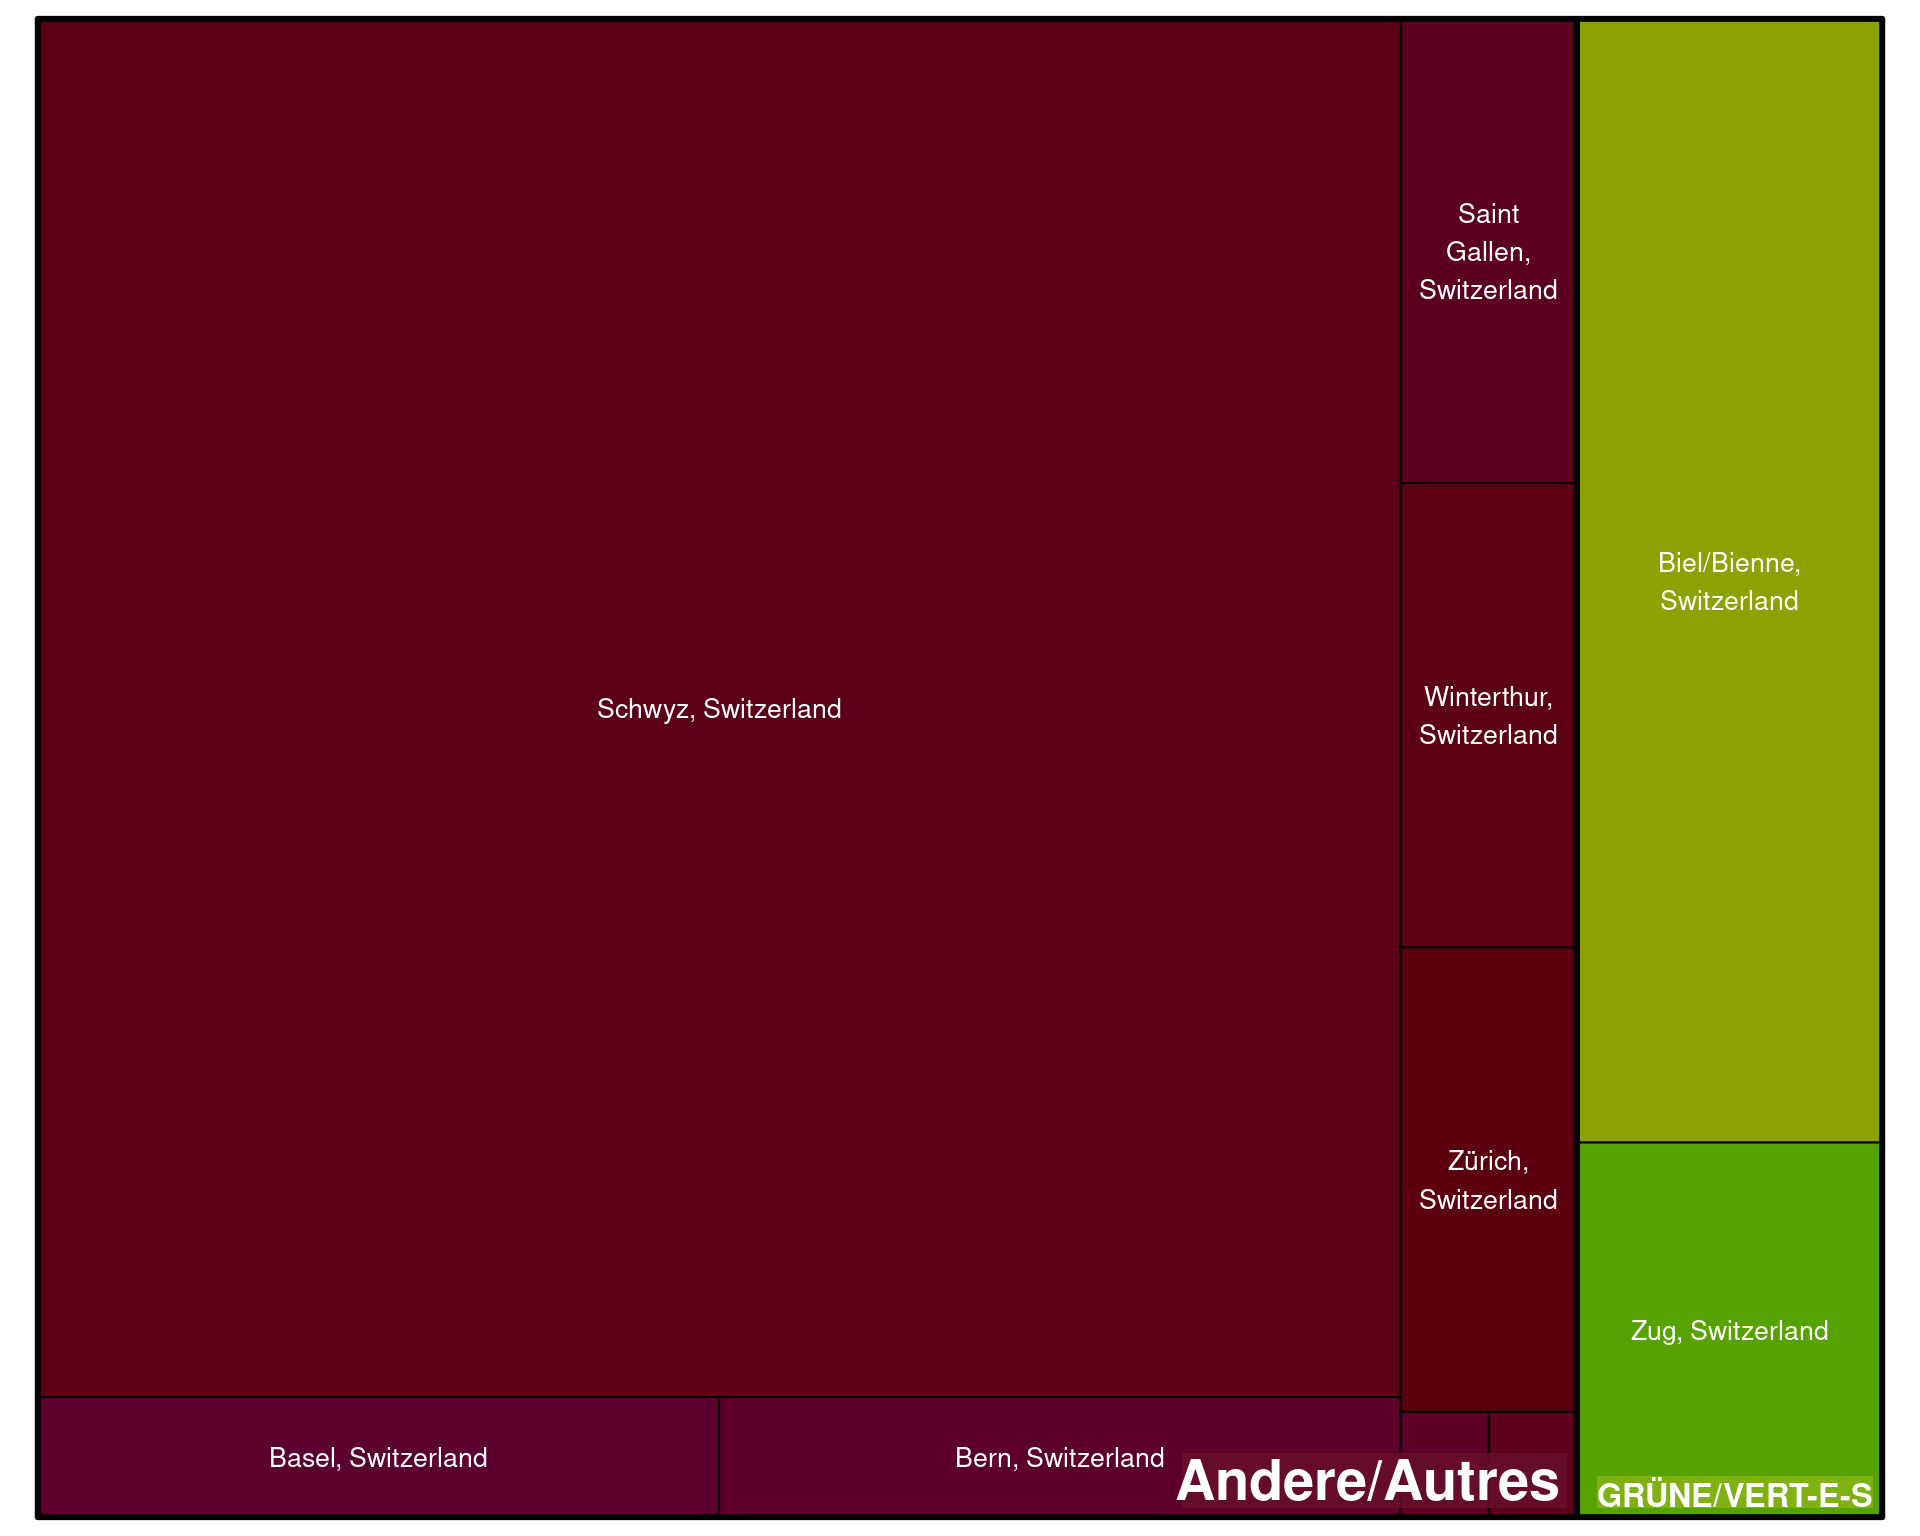 Schwyz, Switzerland
Basel, Switzerland
Bern, Switzerland
Saint
Gallen,
Switzerland
Winterthur,
Switzerland
Zürich,
Switzerland
Andere/Autres
Biel/Bienne,
Switzerland
Zug, Switzerland
GRÜNE/VERT-E-S